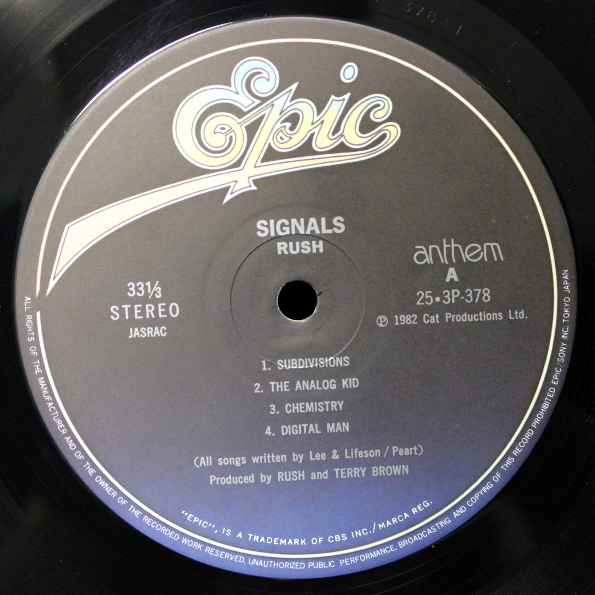 Epic
SIGNALS
RUSH
33⅓
STEREO
JASRAC
anthem
A
25•3P-378
Ⓟ 1982 Cat Productions Ltd.
1. SUBDIVISIONS
2. THE ANALOG KID
3. CHEMISTRY
4. DIGITAL MAN
(All songs written by Lee & Lifeson / Peart)
Produced by RUSH and TERRY BROWN
"EPIC", IS A TRADEMARK OF CBS INC./MARCA REG.
ALL RIGHTS OF THE MANUFACTURER AND OF THE OWNER OF THE RECORDED WORK RESERVED, UNAUTHORIZED PUBLIC PERFORMANCE, BROADCASTING AND COPYING OF THIS RECORD PROHIBITED EPIC/SONY INC. TOKYO JAPAN